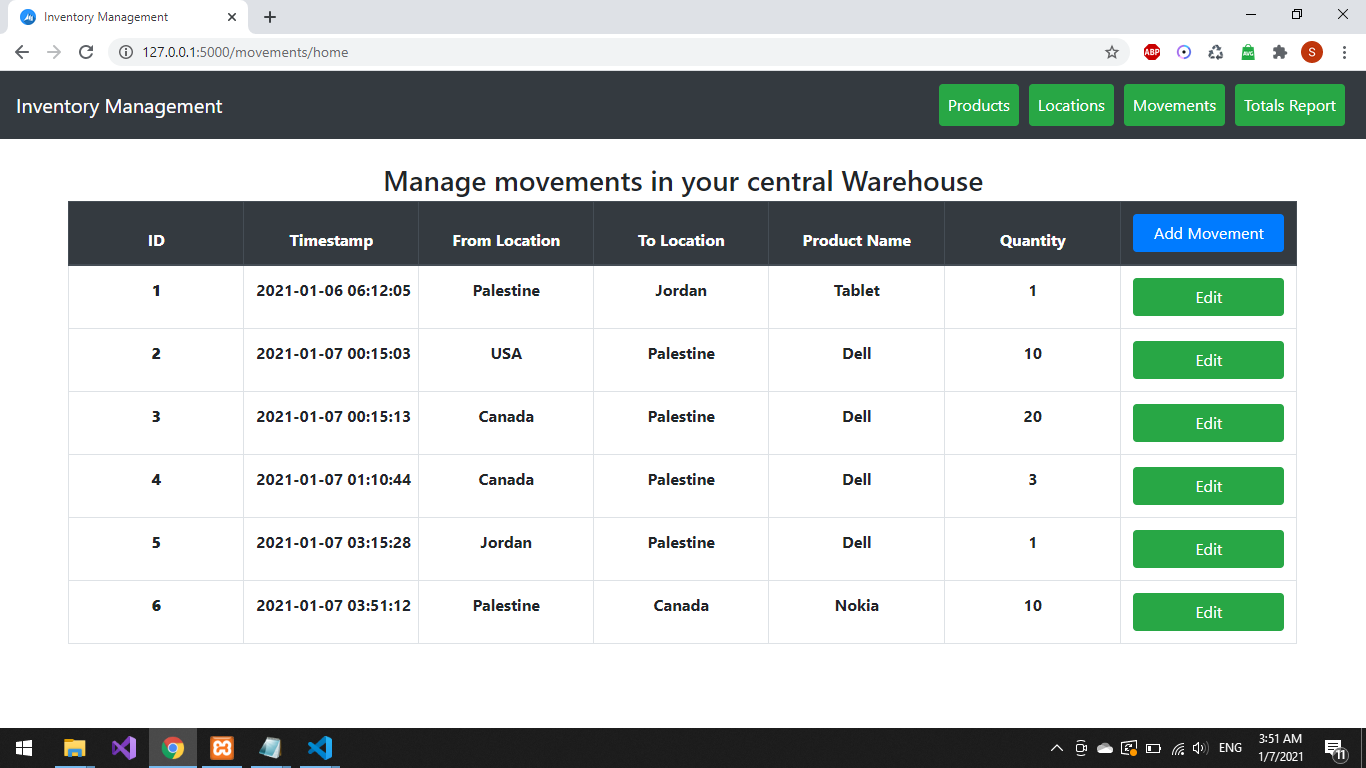 Inventory Management
127.0.0.1:5000/movements/home
ABP
AVG
S
Inventory Management Products Locations Movements Totals Report
Manage movements in your central Warehouse
ID Timestamp From Location To Location Product Name Quantity Add Movement
1 2021-01-06 06:12:05 Palestine Jordan Tablet 1 Edit
2 2021-01-07 00:15:03 USA Palestine Dell 10 Edit
3 2021-01-07 00:15:13 Canada Palestine Dell 20 Edit
4 2021-01-07 01:10:44 Canada Palestine Dell 3 Edit
5 2021-01-07 03:15:28 Jordan Palestine Dell 1 Edit
6 2021-01-07 03:51:12 Palestine Canada Nokia 10 Edit
ENG
3:51 AM
1/7/2021
11